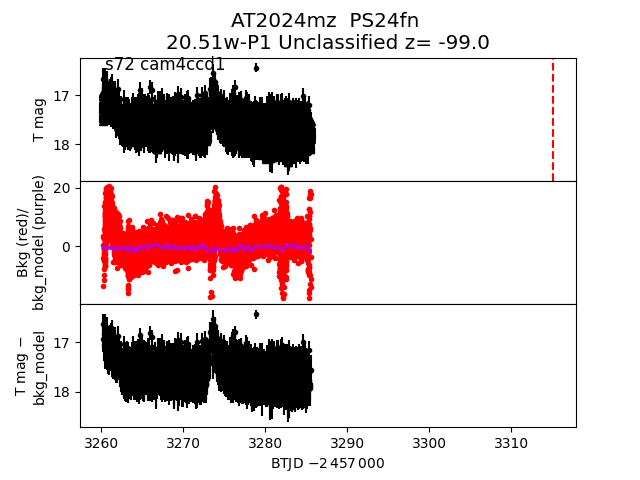 AT2024mz  PS24fn
20.51w-P1 Unclassified z= -99.0
s72 cam4ccd1
17
18
T mag
20
0
Bkg (red)/
bkg_model (purple)
17
18
T mag −
bkg_model
3260
3270
3280
3290
3300
3310
BTJD −2 457 000